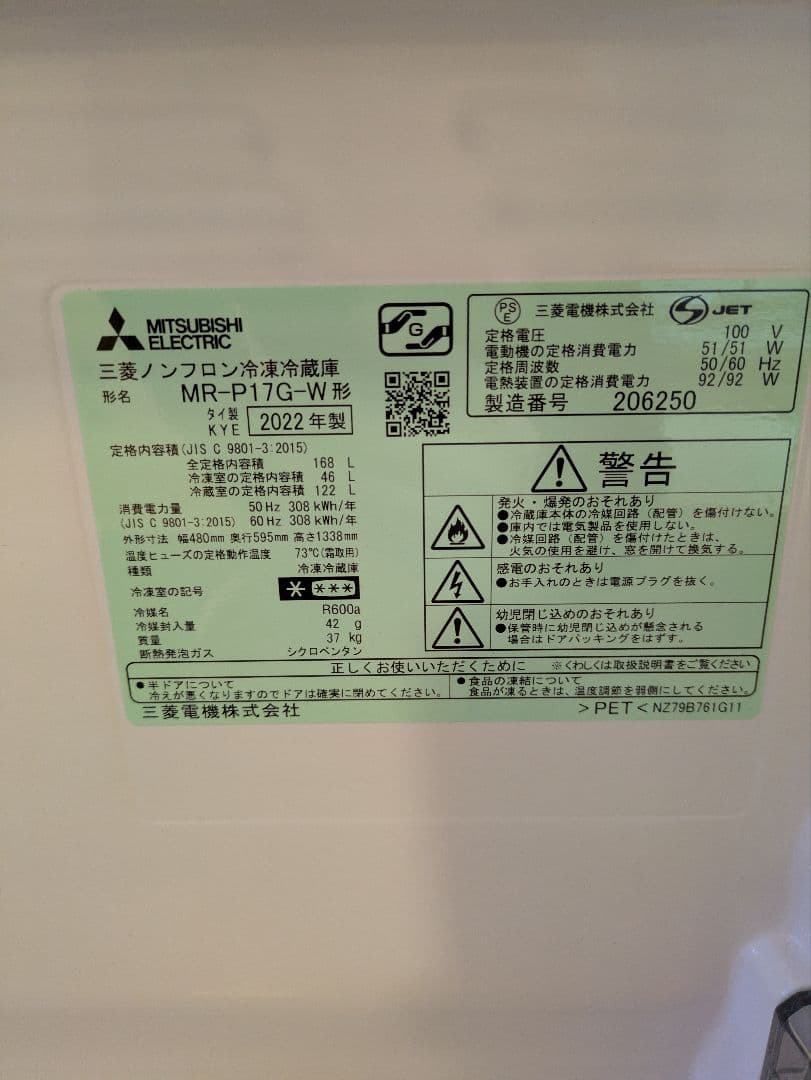 MITSUBISHI
ELECTRIC
三菱ノンフロン冷凍冷蔵庫
形名 MR-P17G-W形
タイ製
KYE 2022年製
G
定格内容積(JIS C 9801-3:2015)
全定格内容積 168 L
冷凍室の定格内容積 46 L
冷蔵室の定格内容積 122 L
消費電力量 50Hz 308kWh/年
(JIS C 9801-3:2015) 60Hz 308kWh/年
外形寸法 幅480mm 奥行595mm 高さ1338mm
温度ヒューズの定格動作温度 73℃(霜取用)
種類 冷凍冷蔵庫
冷凍室の記号 * ***
冷媒名 R600a
冷媒封入量 42 g
質量 37 kg
断熱発泡ガス シクロペンタン
PS
E 三菱電機株式会社 JET
定格電圧 100 V
電動機の定格消費電力 51/51 W
定格周波数 50/60 Hz
電熱装置の定格消費電力 92/92 W
製造番号 206250
警告
発火・爆発のおそれあり
●冷蔵庫本体の冷媒回路(配管)を傷付けない。
●庫内では電気製品を使用しない。
●冷媒回路(配管)を傷付けたときは、
火気の使用を避け、窓を開けて換気する。
感電のおそれあり
●お手入れのときは電源プラグを抜く。
幼児閉じ込めのおそれあり
●保管時に幼児閉じ込めが懸念される
場合はドアパッキングをはずす。
正しくお使いいただくために ※くわしくは取扱説明書をご覧ください
●半ドアについて
冷えが悪くなりますのでドアは確実に閉めてください。
●食品の凍結について
食品が凍るときは、温度調節を弱側にしてください。
三菱電機株式会社 >PET< NZ79B761G11